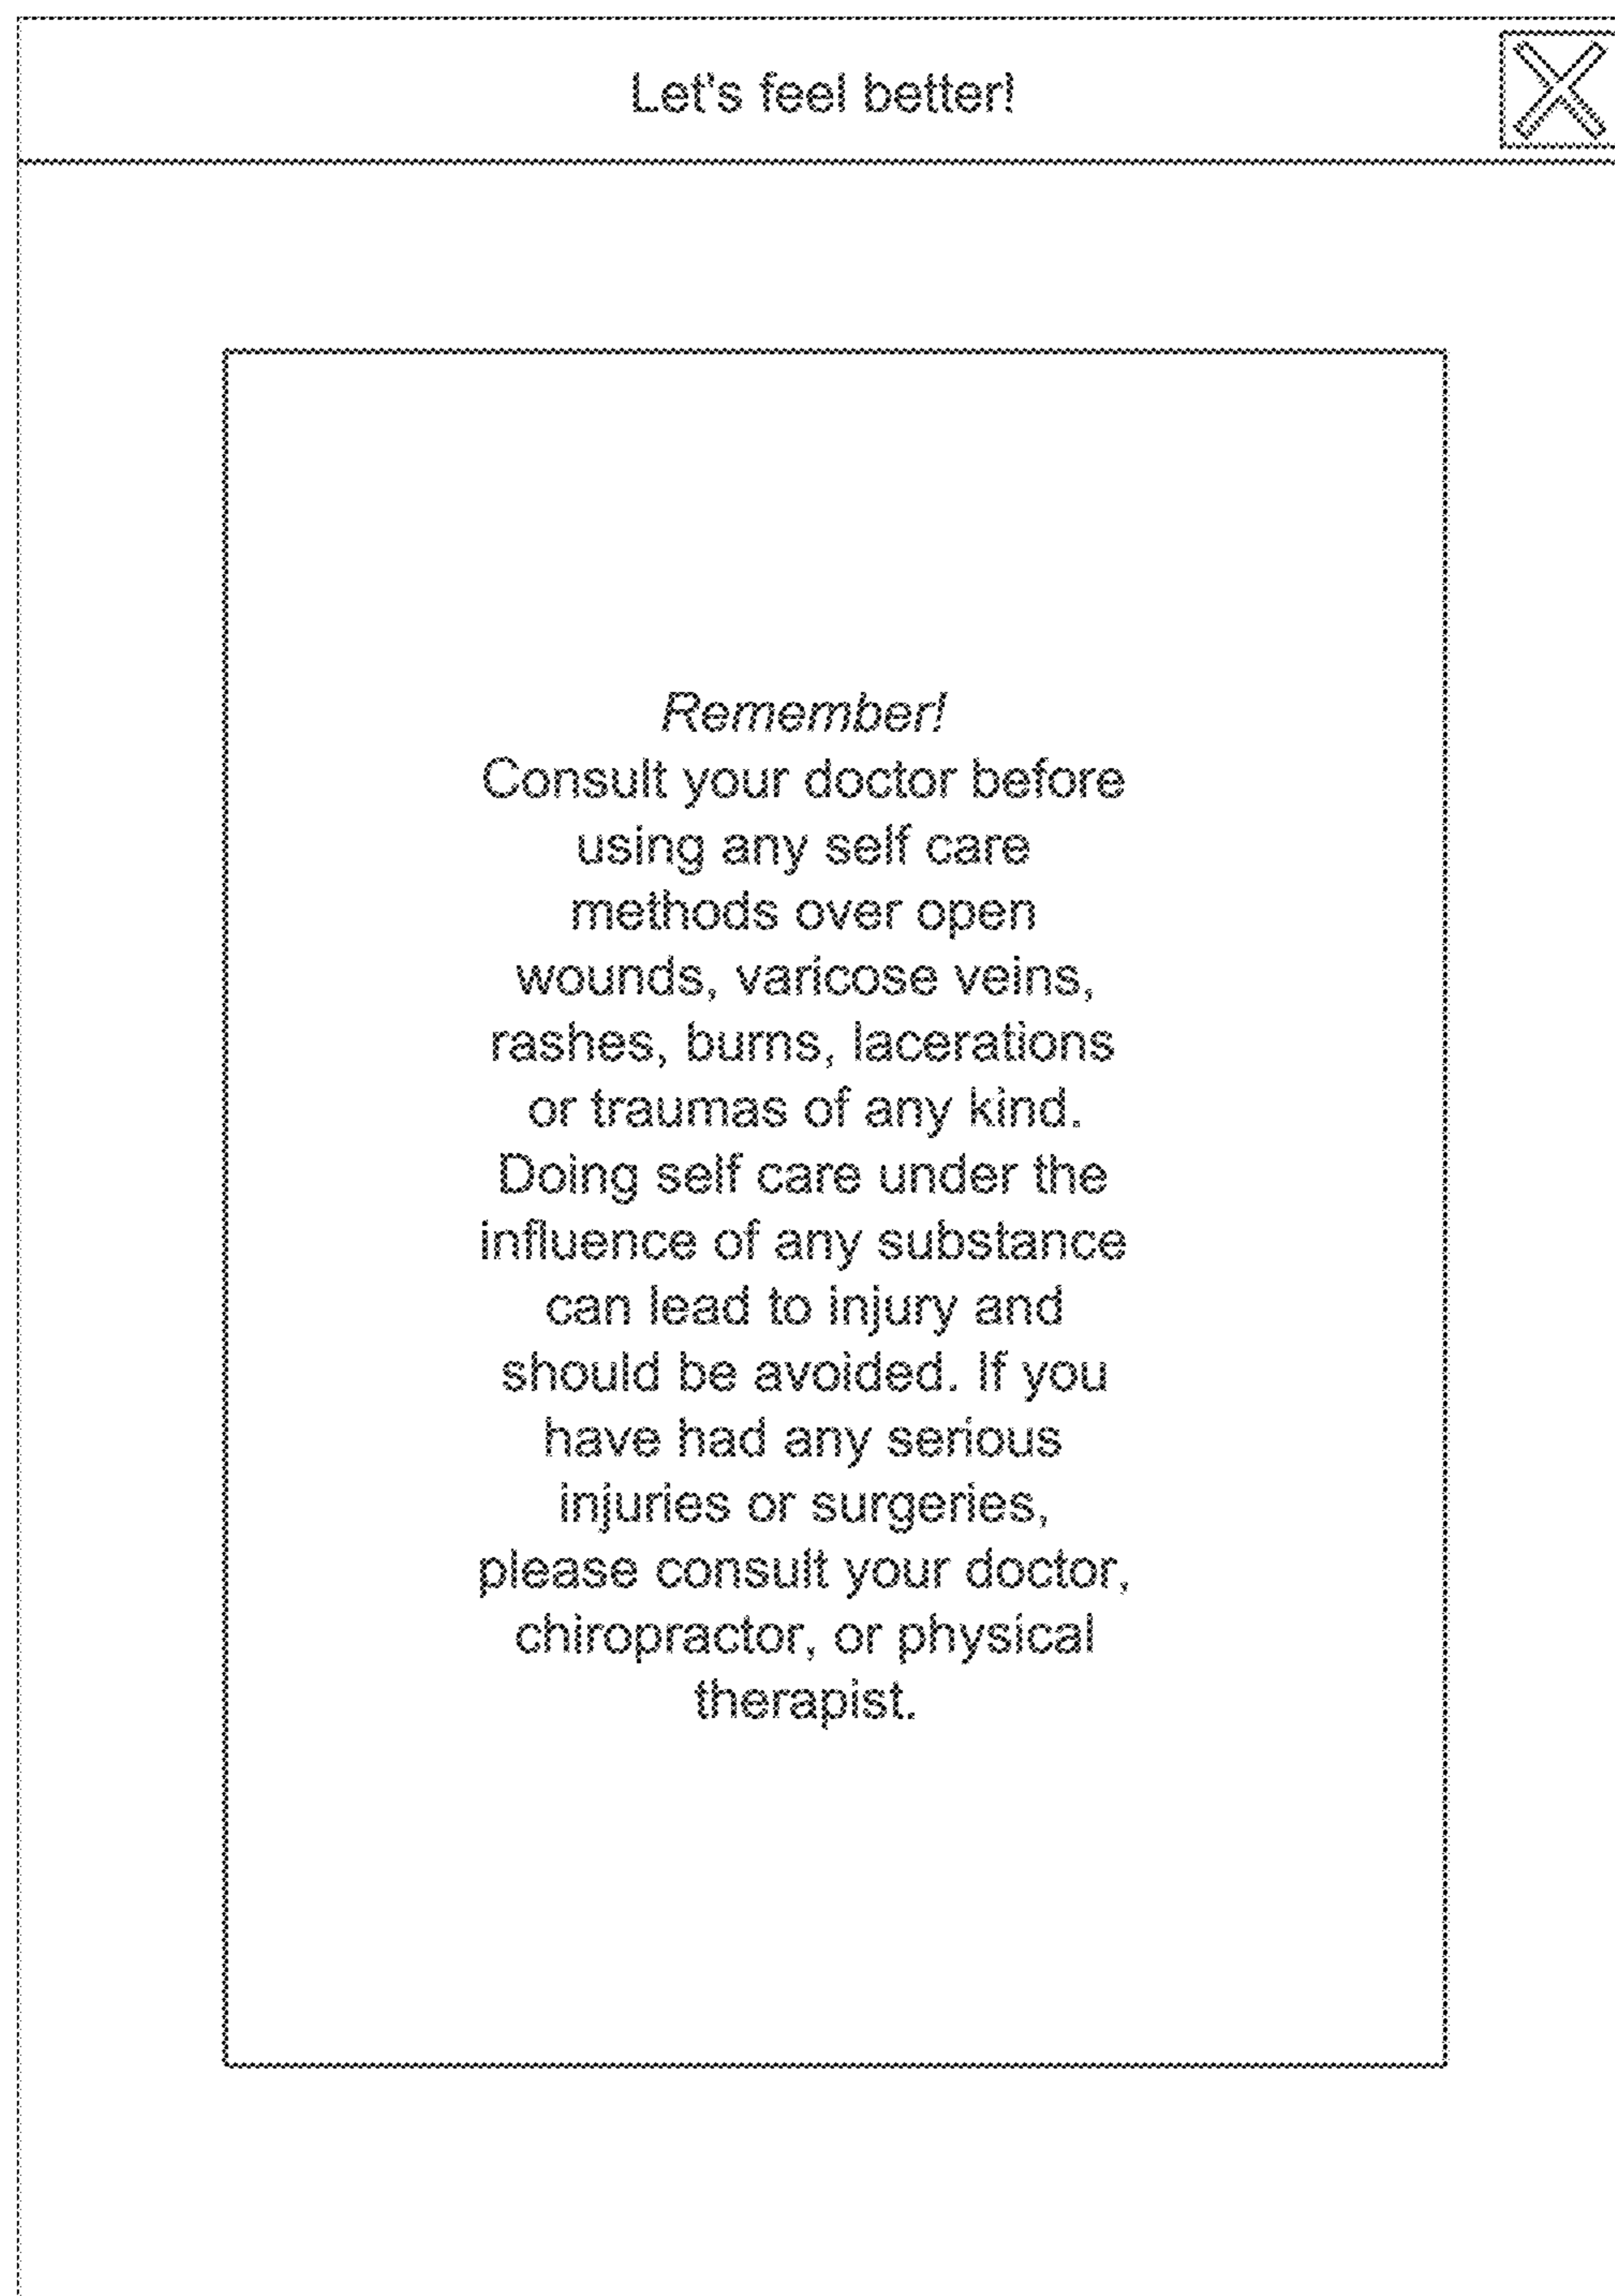 Let's feel better!
Remember!
Consult your doctor before
using any self care
methods over open
wounds, varicose veins,
rashes, burns, lacerations
or traumas of any kind.
Doing self care under the
influence of any substance
can lead to injury and
should be avoided. If you
have had any serious
injuries or surgeries,
please consult your doctor,
chiropractor, or physical
therapist.